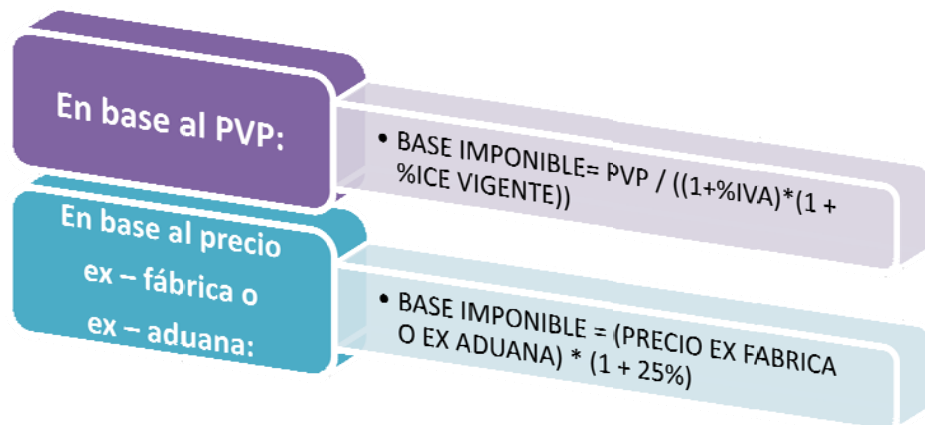 En base al PVP:
• BASE IMPONIBLE= PVP / ((1+%IVA)*(1 +
%ICE VIGENTE))
En base al precio
ex – fábrica o
ex – aduana:
• BASE IMPONIBLE = (PRECIO EX FABRICA
O EX ADUANA) * (1 + 25%)